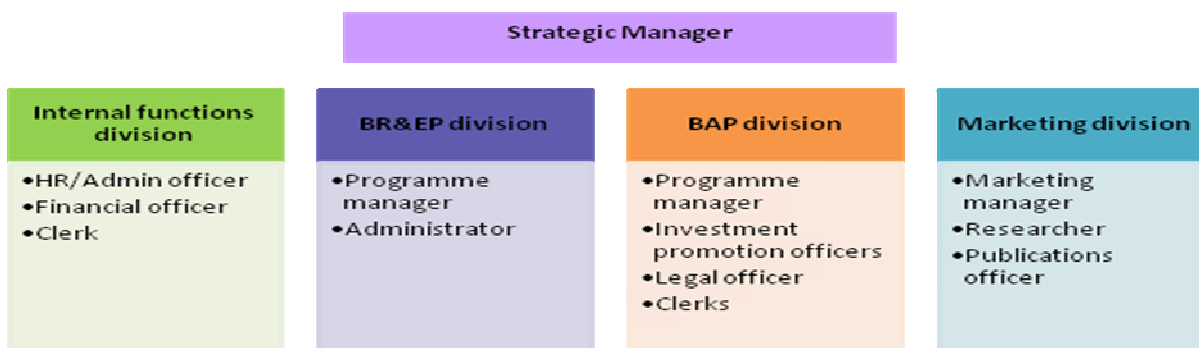 Strategic Manager
Internal functions
division
•HR/Admin officer
•Financial officer
•Clerk
BR&EP division
•Programme
manager
•Administrator
BAP division
•Programme
manager
•Investment
promotion officers
•Legal officer
•Clerks
Marketing division
•Marketing
manager
•Researcher
•Publications
officer